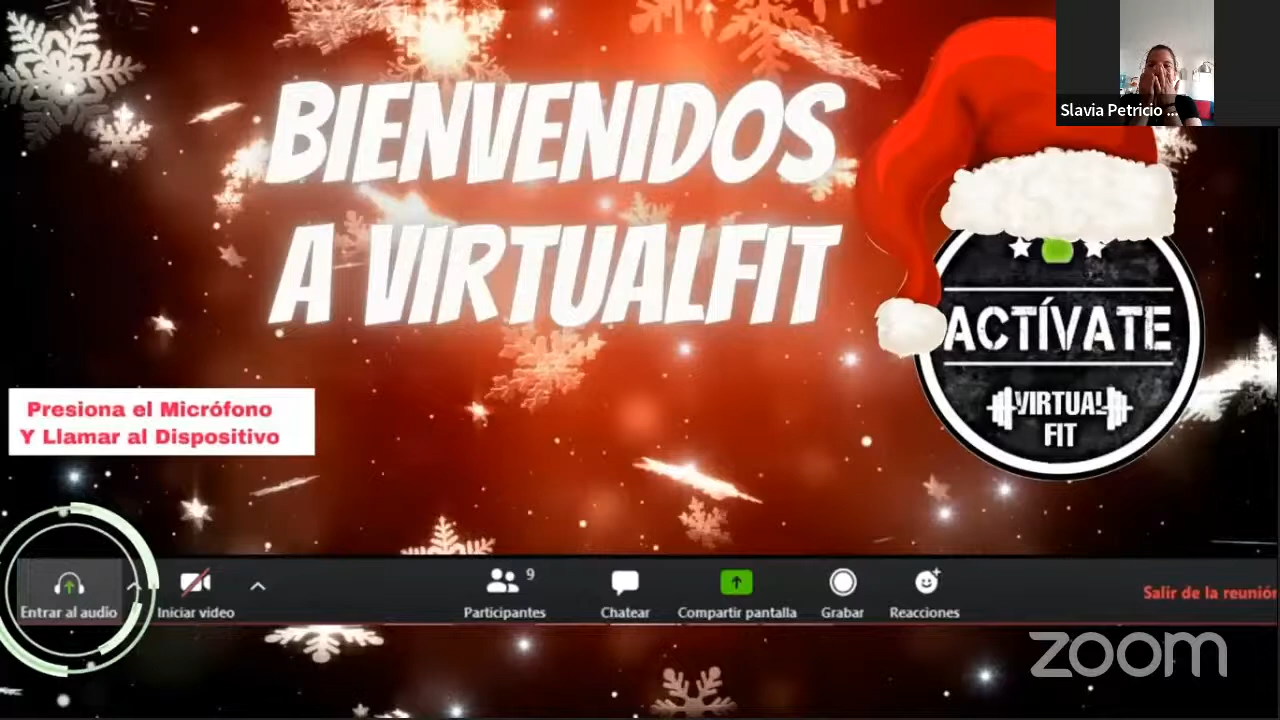 BIENVENIDOS
A VIRTUALFIT
Slavia Petricio ...
ACTÍVATE
VIRTUAL
FIT
Presiona el Micrófono
Y Llamar al Dispositivo
Entrar al audio
Iniciar video
9
Participantes
Chatear
Compartir pantalla
Grabar
Reacciones
Salir de la reunión
zoom